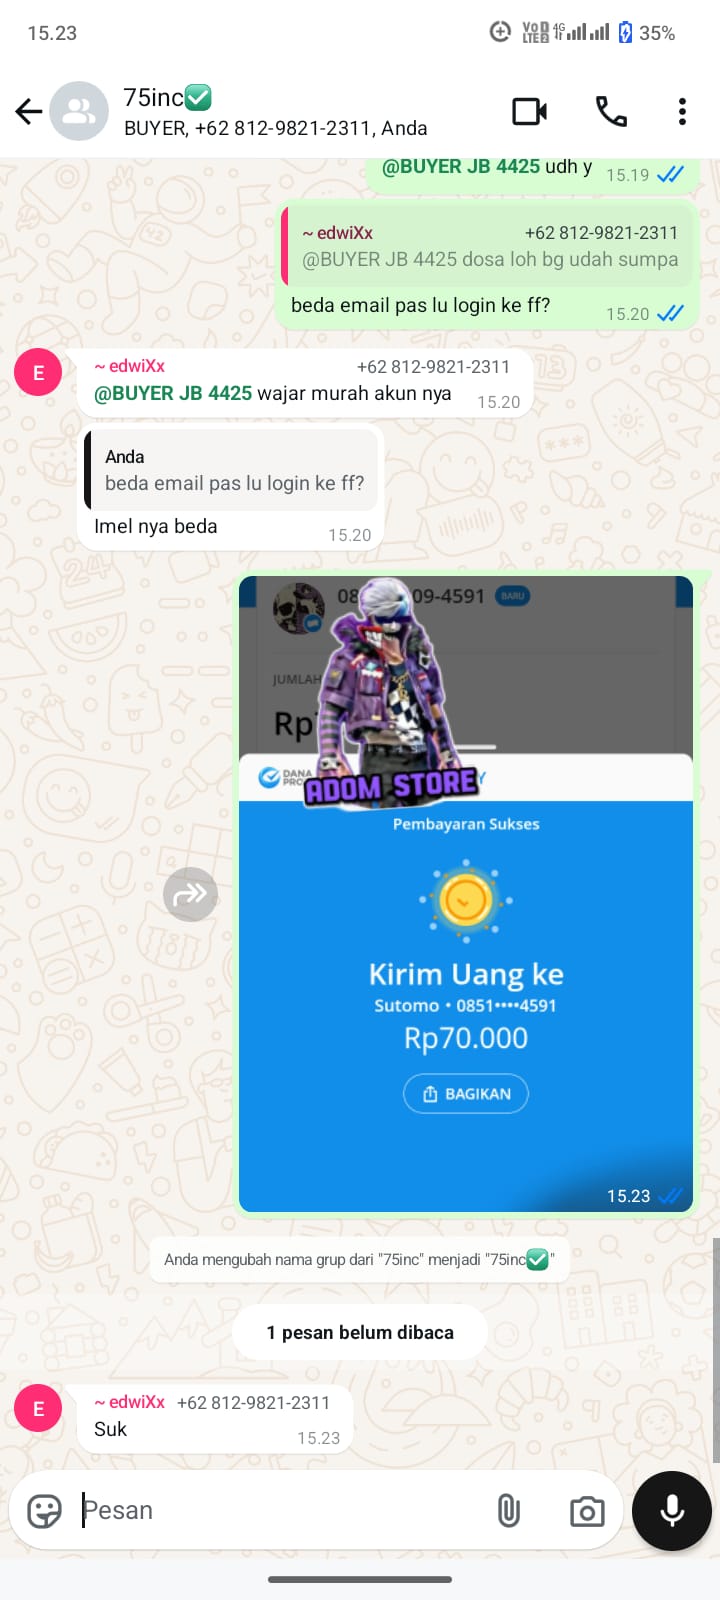 15.23
VoD
LTE2
4G
35%
75inc✅
BUYER, +62 812-9821-2311, Anda
@BUYER JB 4425 udh y
15.19
~ edwiXx +62 812-9821-2311
@BUYER JB 4425 dosa loh bg udah sumpa
beda email pas lu login ke ff?
15.20
E
~ edwiXx +62 812-9821-2311
@BUYER JB 4425 wajar murah akun nya
15.20
Anda
beda email pas lu login ke ff?
Imel nya beda
15.20
09-4591 BARU
JUMLAH
Rp
DANA
ADOM STORE
Pembayaran Sukses
Kirim Uang ke
Sutomo • 0851••••4591
Rp70.000
BAGIKAN
15.23
Anda mengubah nama grup dari "75inc" menjadi "75inc✅"
1 pesan belum dibaca
E
~ edwiXx +62 812-9821-2311
Suk
15.23
Pesan